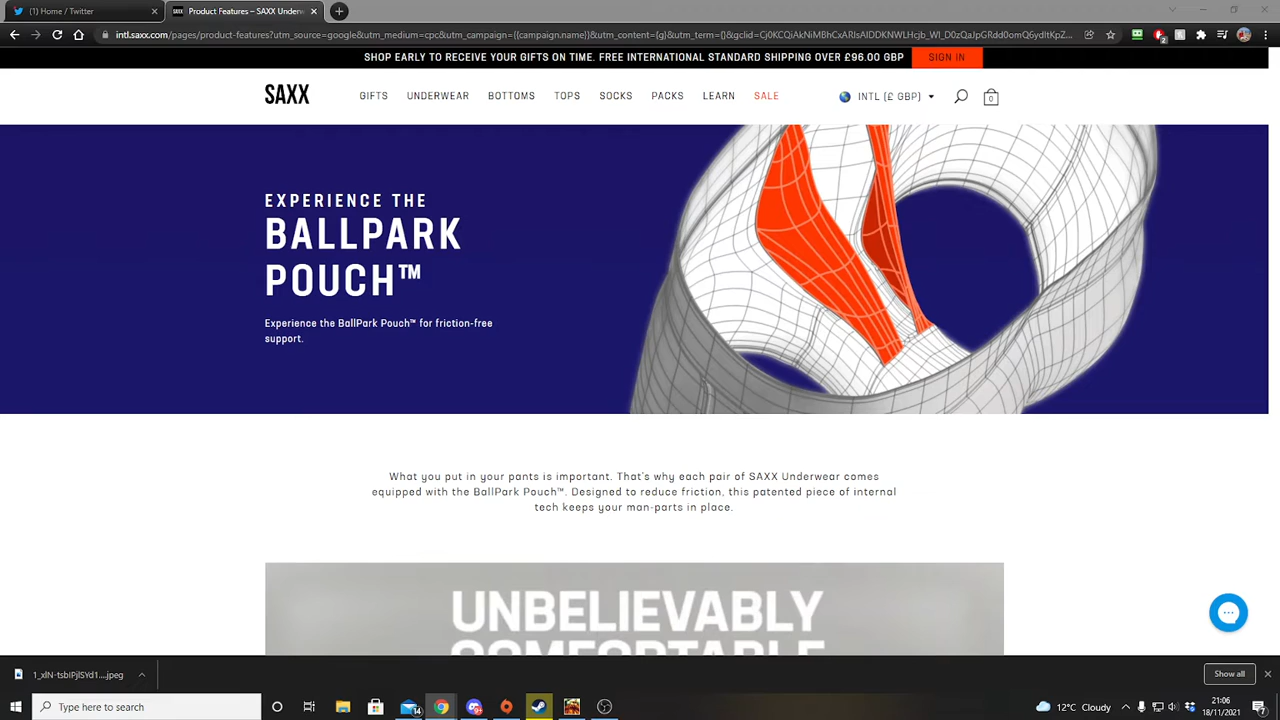 (1) Home / Twitter
Product Features – SAXX Underw
intl.saxx.com/pages/product-features?utm_source=google&utm_medium=cpc&utm_campaign={{campaign.name}}&utm_content={g}&utm_term={}&gclid=
SHOP EARLY TO RECEIVE YOUR GIFTS ON TIME. FREE INTERNATIONAL STANDARD SHIPPING OVER £96.00 GBP
SIGN IN
SAXX
GIFTS UNDERWEAR BOTTOMS TOPS SOCKS PACKS LEARN SALE
INTL (£ GBP)
0
EXPERIENCE THE
BALLPARK
POUCH™
Experience the BallPark Pouch™ for friction-free
support.
What you put in your pants is important. That's why each pair of SAXX Underwear comes
equipped with the BallPark Pouch™. Designed to reduce friction, this patented piece of internal
tech keeps your man-parts in place.
UNBELIEVABLY
COMFORTABLE
Show all
Type here to search
14
12°C Cloudy
21:06
18/11/2021
7